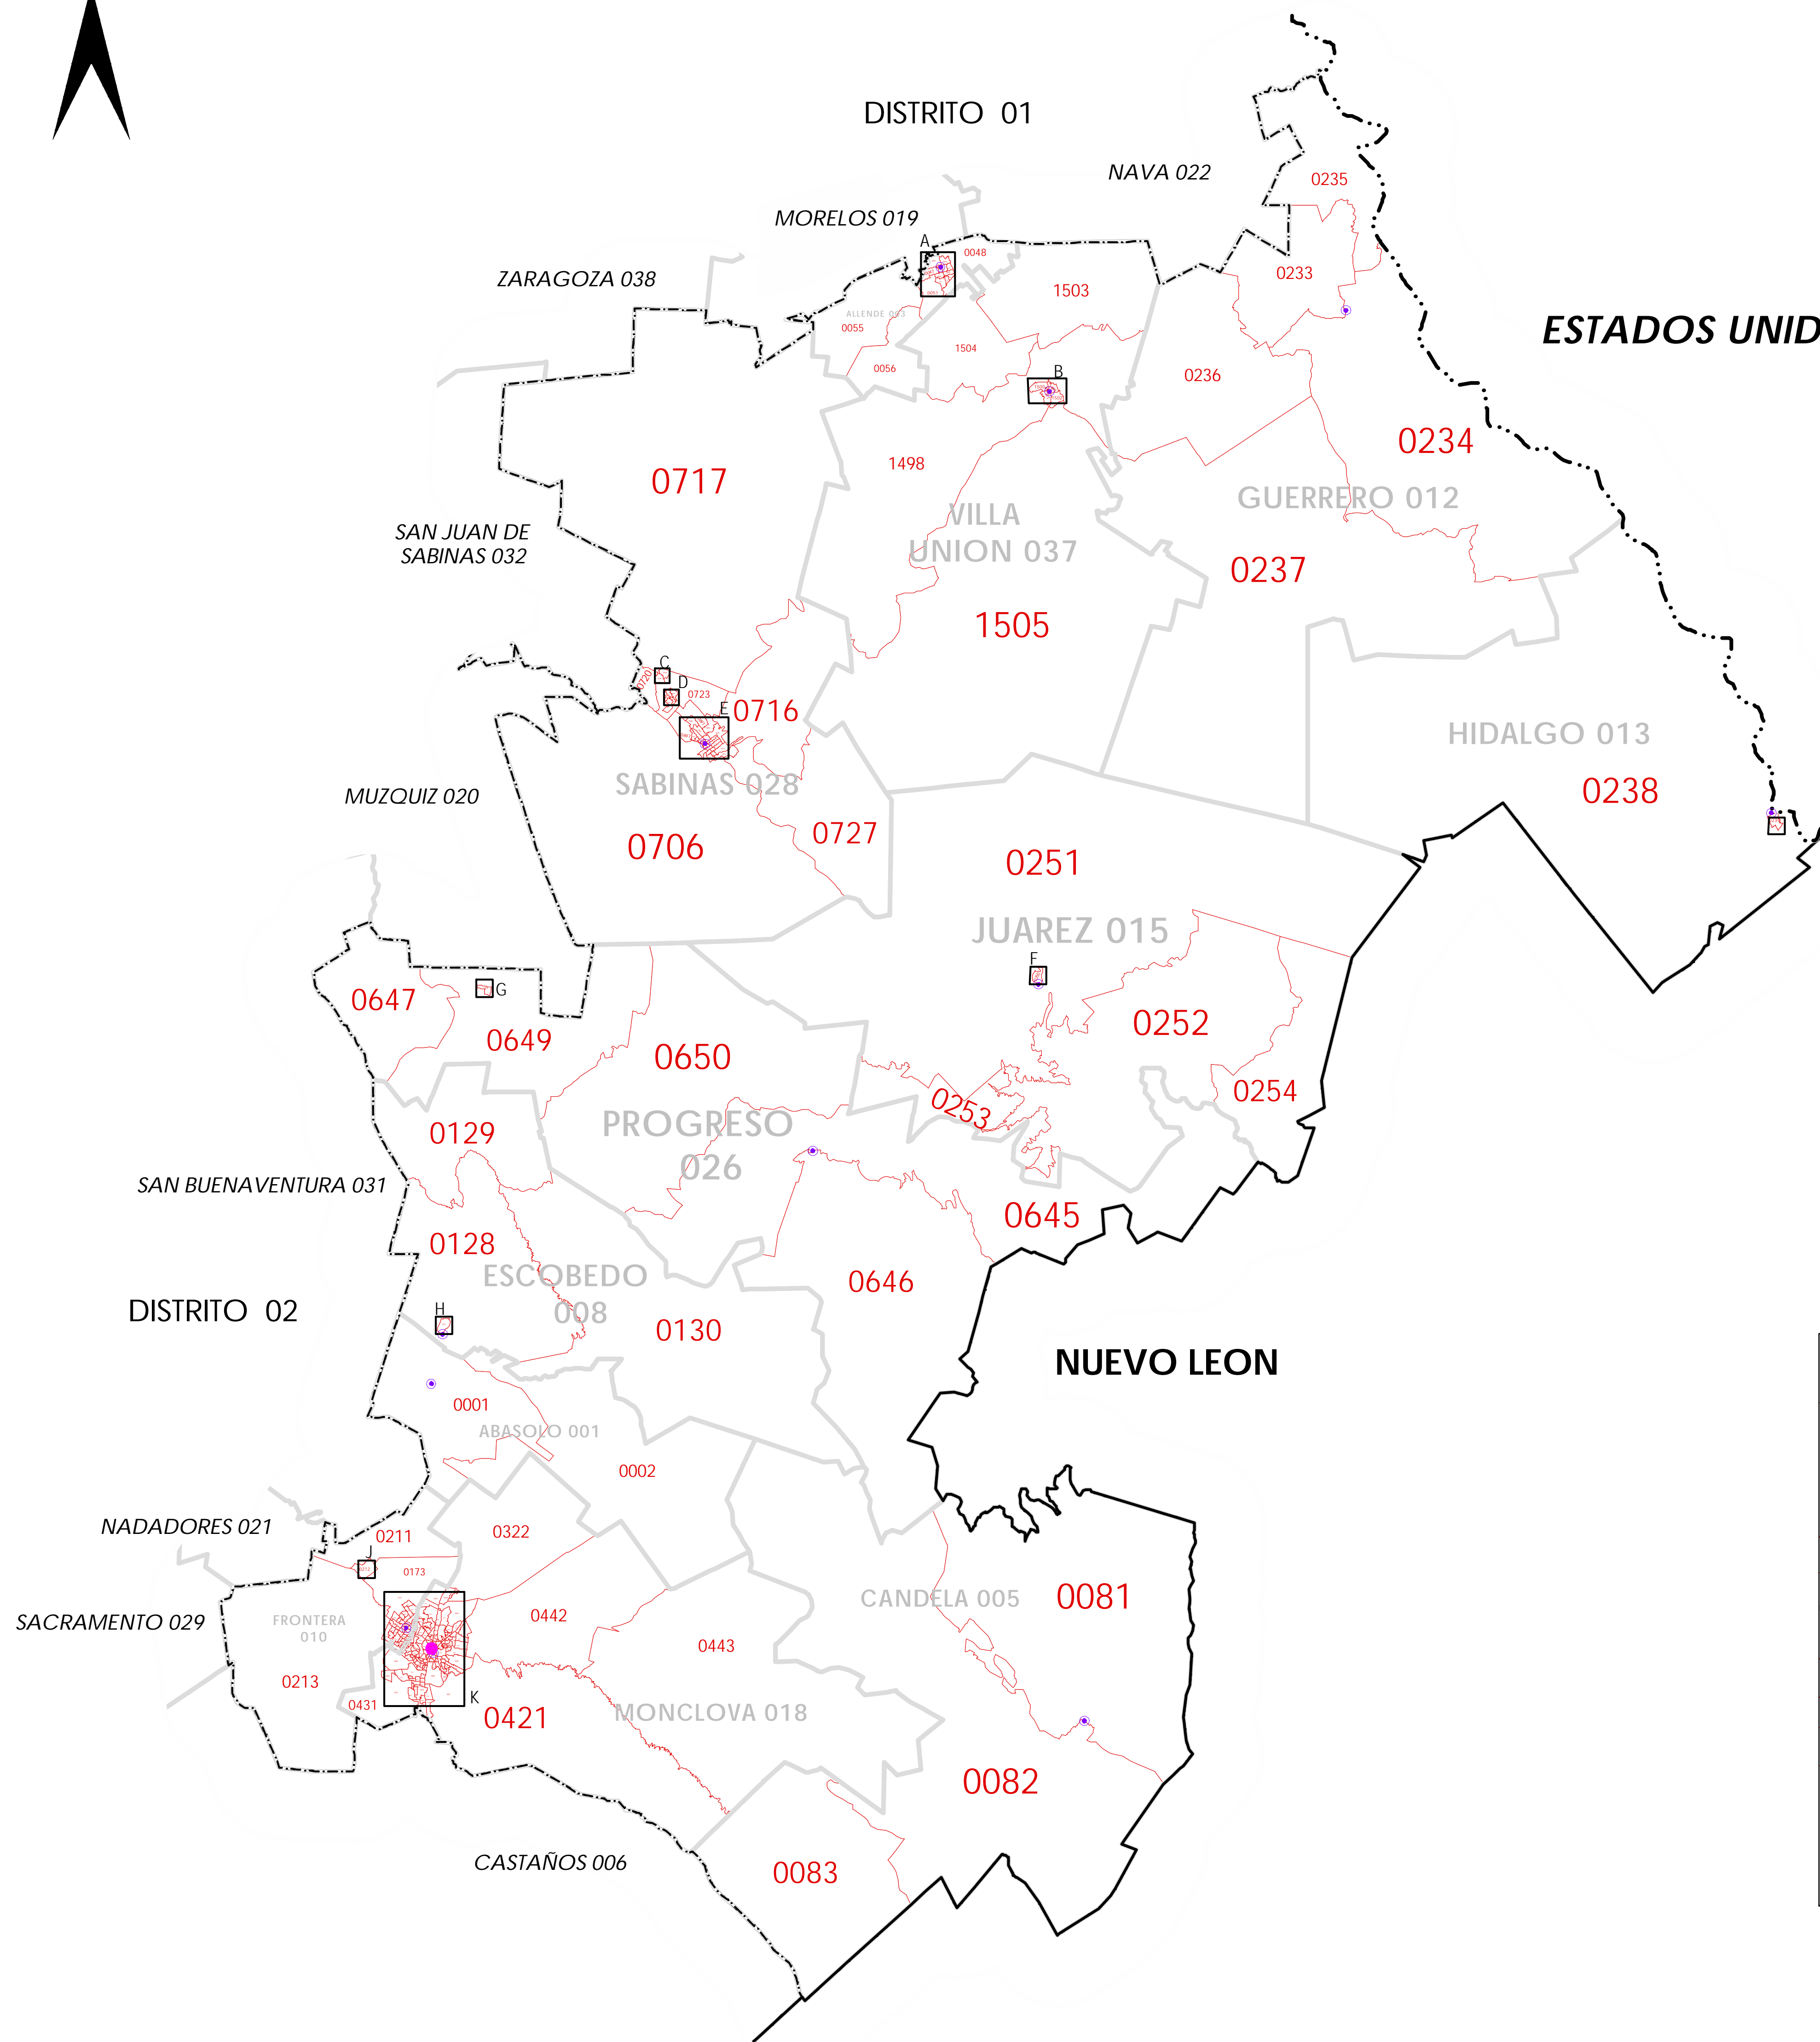 DISTRITO 01
NAVA 022
0235
MORELOS 019
A
0048
0233
ZARAGOZA 038
1503
0051
ALLENDE 003
0055
ESTADOS UNID
1504
0056
B
0236
0234
1498
0717
GUERRERO 012
VILLA
UNION 037
SAN JUAN DE
SABINAS 032
0237
1505
C
0720
D
0723
E
0716
HIDALGO 013
SABINAS 028
0238
MUZQUIZ 020
0727
0706
0251
JUAREZ 015
F
G
0647
0252
0649
0650
0254
0253
PROGRESO
026
0129
SAN BUENAVENTURA 031
0645
0128
ESCOBEDO
008
0646
DISTRITO 02
H
0130
NUEVO LEON
0001
ABASOLO 001
0002
NADADORES 021
0322
0211
J
0173
CANDELA 005
0081
SACRAMENTO 029
FRONTERA
010
0442
0443
0213
0431
K
0421
MONCLOVA 018
0082
CASTAÑOS 006
0083